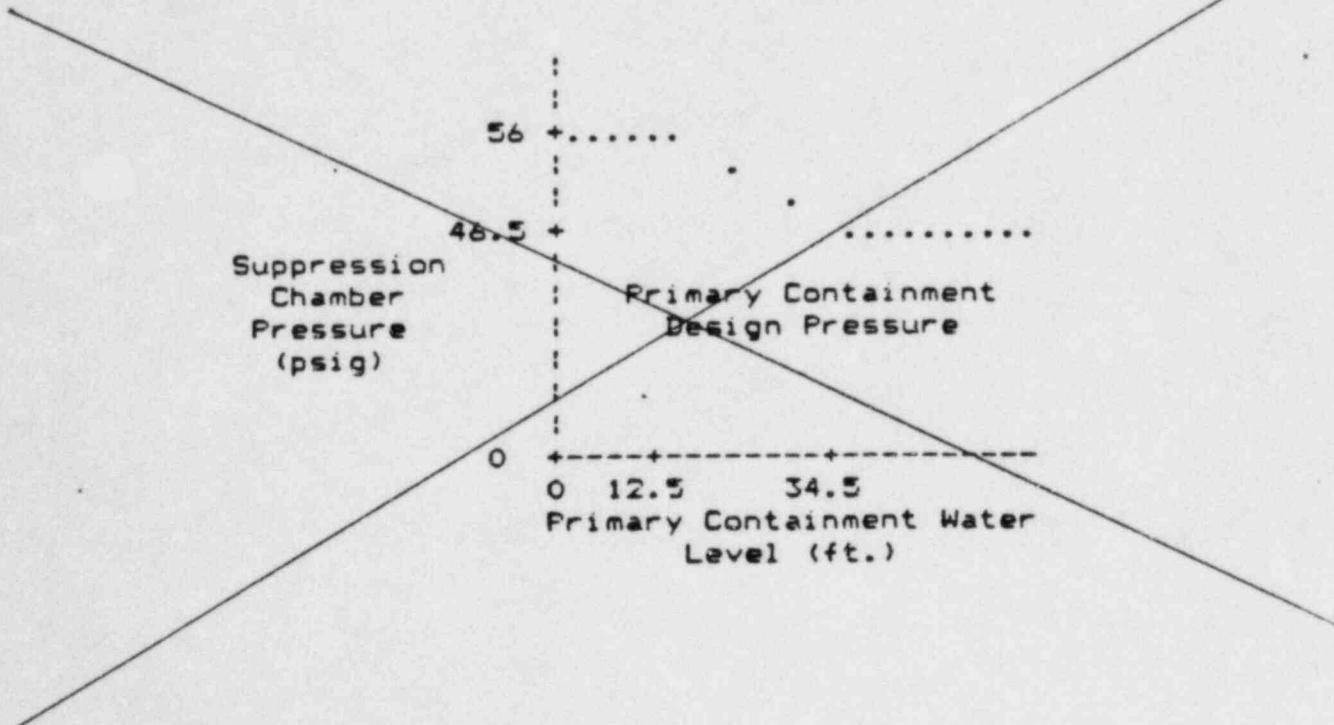 56
46.5
Suppression
Chamber
Pressure
(psig)
Primary Containment
Design Pressure
0
0 12.5 34.5
Primary Containment Water
Level (ft.)